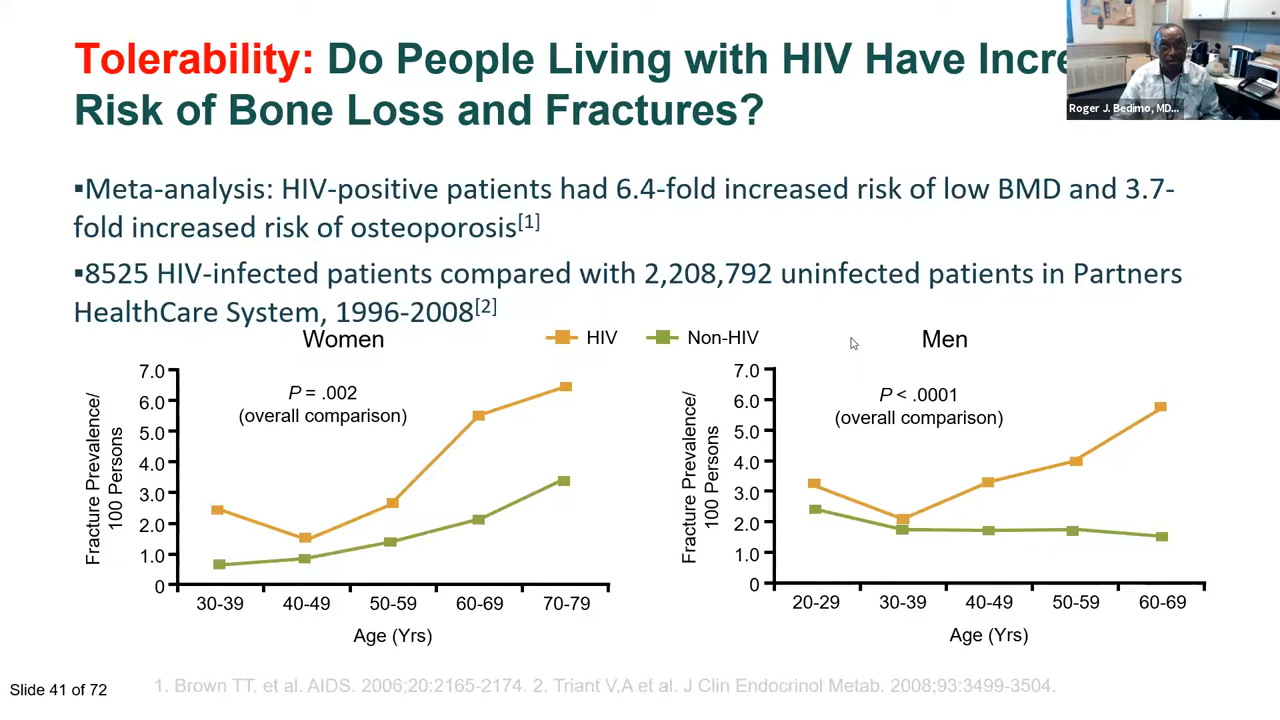 Tolerability: Do People Living with HIV Have Incre
Risk of Bone Loss and Fractures?
Roger J. Bedimo, MD...
▪Meta-analysis: HIV-positive patients had 6.4-fold increased risk of low BMD and 3.7-
fold increased risk of osteoporosis[1]
▪8525 HIV-infected patients compared with 2,208,792 uninfected patients in Partners
HealthCare System, 1996-2008[2]
Women
HIV
Non-HIV
Men
Fracture Prevalence/
100 Persons
7.0
6.0
5.0
4.0
3.0
2.0
1.0
0
P = .002
(overall comparison)
30-39 40-49 50-59 60-69 70-79
Age (Yrs)
Fracture Prevalence/
100 Persons
7.0
6.0
5.0
4.0
3.0
2.0
1.0
0
P < .0001
(overall comparison)
20-29 30-39 40-49 50-59 60-69
Age (Yrs)
Slide 41 of 72
1. Brown TT, et al. AIDS. 2006;20:2165-2174. 2. Triant V,A et al. J Clin Endocrinol Metab. 2008;93:3499-3504.